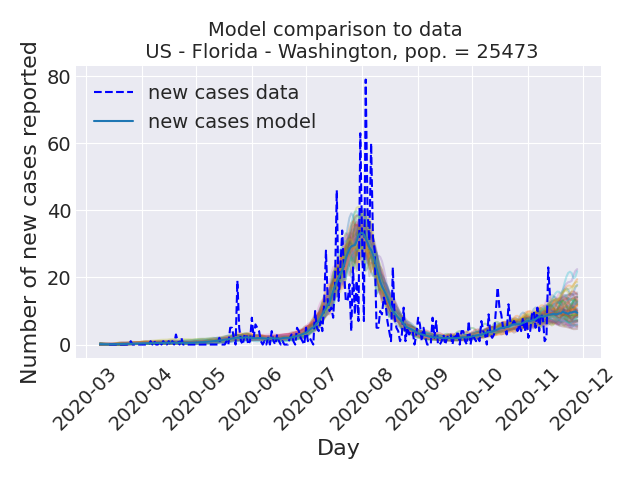 Model comparison to data
US - Florida - Washington, pop. = 25473
Number of new cases reported
80
60
40
20
0
new cases data
new cases model
2020-03
2020-04
2020-05
2020-06
2020-07
2020-08
2020-09
2020-10
2020-11
2020-12
Day